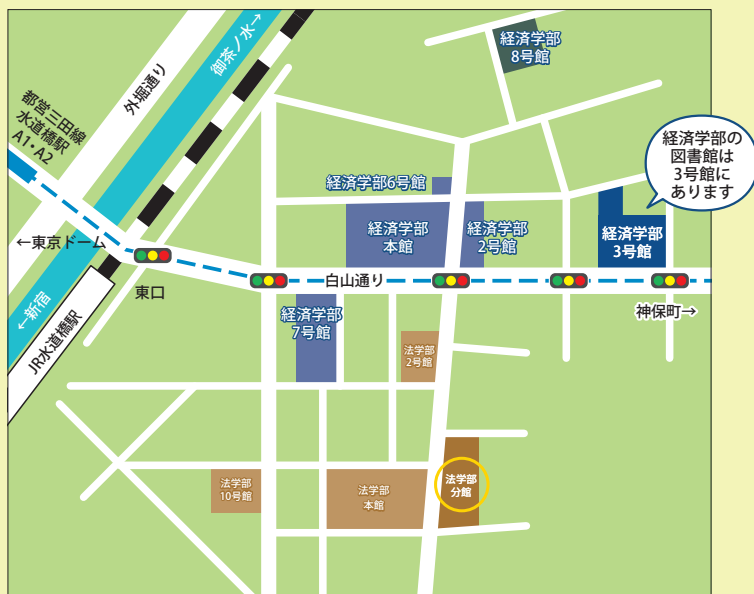 御茶ノ水→
外堀通り
都営三田線
水道橋駅
A1・A2
経済学部
8号館
経済学部の
図書館は
3号館に
あります
経済学部6号館
経済学部
本館
経済学部
2号館
経済学部
3号館
←東京ドーム
白山通り
東口
神保町→
←新宿
JR水道橋駅
経済学部
7号館
法学部
2号館
法学部
10号館
法学部
本館
法学部
分館